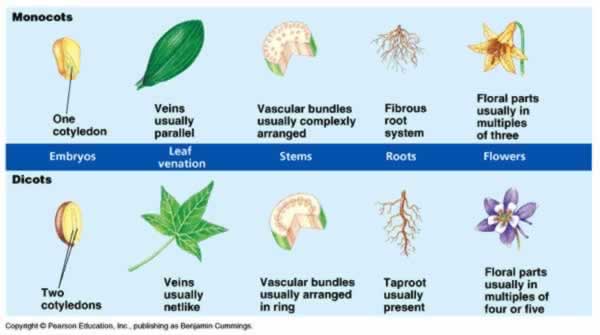 Monocots
One
cotyledon
Veins
usually
parallel
Vascular bundles
usually complexly
arranged
Fibrous
root
system
Floral parts
usually in
multiples
of three
Embryos
Leaf
venation
Stems
Roots
Flowers
Dicots
Two
cotyledons
Veins
usually
netlike
Vascular bundles
usually arranged
in ring
Taproot
usually
present
Floral parts
usually in
multiples of
four or five
Copyright © Pearson Education, Inc., publishing as Benjamin Cummings.